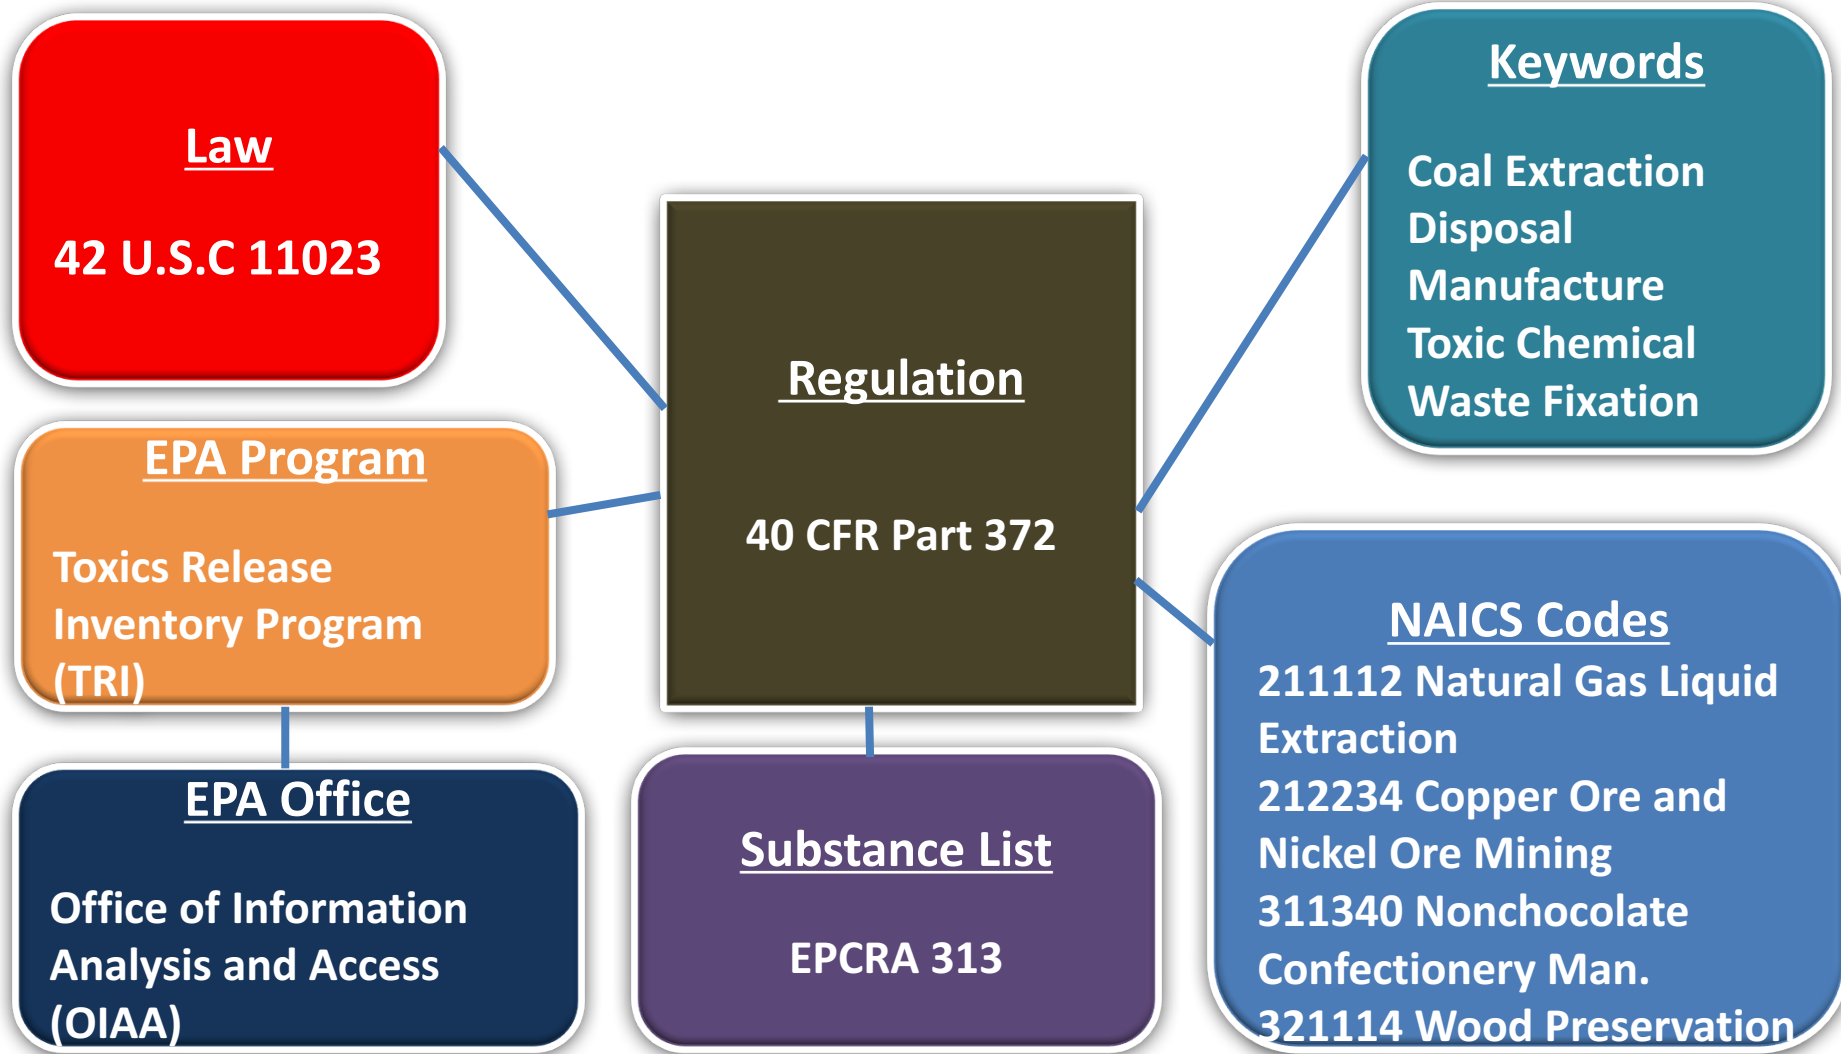 Law
42 U.S.C 11023
EPA Program
Toxics Release
Inventory Program
(TRI)
EPA Office
Office of Information
Analysis and Access
(OIAA)
Regulation
40 CFR Part 372
Substance List
EPCRA 313
Keywords
Coal Extraction
Disposal
Manufacture
Toxic Chemical
Waste Fixation
NAICS Codes
211112 Natural Gas Liquid
Extraction
212234 Copper Ore and
Nickel Ore Mining
311340 Nonchocolate
Confectionery Man.
321114 Wood Preservation